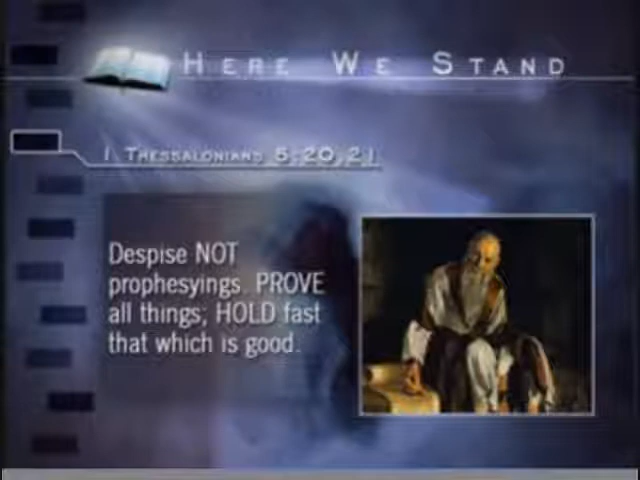 HERE WE STAND
1 THESSALONIANS 5:20,21
Despise NOT
prophesyings. PROVE
all things; HOLD fast
that which is good.